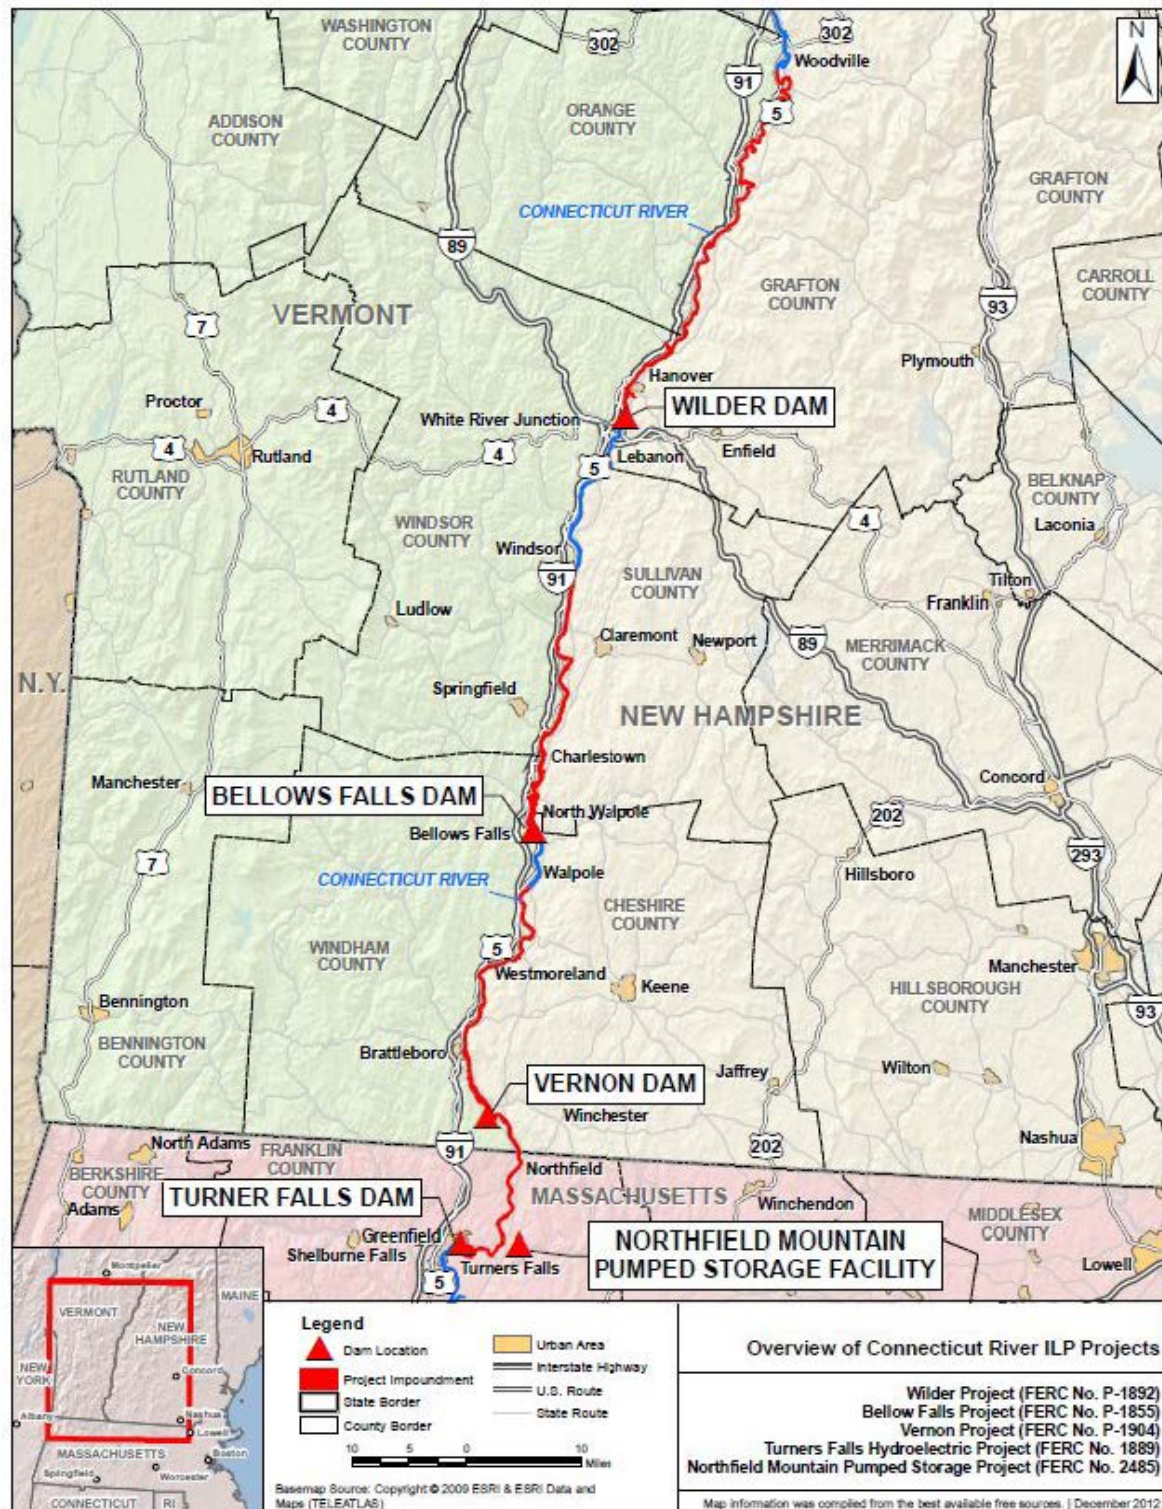 WASHINGTON
COUNTY
302
302
Woodville
N
91
ADDISON
COUNTY
ORANGE
COUNTY
5
GRAFTON
COUNTY
CONNECTICUT RIVER
89
GRAFTON
COUNTY
CARROLL
COUNTY
VERMONT
7
93
Plymouth
Hanover
Proctor
4
White River Junction
WILDER DAM
4
Rutland
4
Lebanon
Enfield
5
RUTLAND
COUNTY
BELKNAP
COUNTY
WINDSOR
COUNTY
4
Laconia
Windsor
91
SULLIVAN
COUNTY
Tilton
Franklin
Ludlow
Claremont
Newport
89
MERRIMACK
COUNTY
N.Y.
Springfield
NEW HAMPSHIRE
Charlestown
Manchester
Concord
BELLOWS FALLS DAM
North Walpole
202
Bellows Falls
7
293
Walpole
Hillsboro
CONNECTICUT RIVER
CHESHIRE
COUNTY
WINDHAM
COUNTY
5
Westmoreland
Manchester
Keene
HILLSBOROUGH
COUNTY
Bennington
93
BENNINGTON
COUNTY
Brattleboro
Jaffrey
Wilton
VERNON DAM
Winchester
North Adams
FRANKLIN
COUNTY
91
202
Nashua
BERKSHIRE
COUNTY
Northfield
Adams
TURNER FALLS DAM
MASSACHUSETTS
Winchendon
MIDDLESEX
COUNTY
Greenfield
Shelburne Falls
NORTHFIELD MOUNTAIN
PUMPED STORAGE FACILITY
Turners Falls
Lowell
5
Montpelier
VERMONT
MAINE
NEW
HAMPSHIRE
NEW
YORK
Concord
Albany
Nashua
Lowell
MASSACHUSETTS
Boston
Springfield
Worcester
CONNECTICUT
RI
Legend
Dam Location
Project Impoundment
State Border
County Border
Urban Area
Interstate Highway
U.S. Route
State Route
10 5 0 10
Miles
Basemap Source: Copyright © 2009 ESRI & ESRI Data and
Maps (TELEATLAS)
Overview of Connecticut River ILP Projects
Wilder Project (FERC No. P-1892)
Bellow Falls Project (FERC No. P-1855)
Vernon Project (FERC No. P-1904)
Turners Falls Hydroelectric Project (FERC No. 1889)
Northfield Mountain Pumped Storage Project (FERC No. 2485)
Map information was compiled from the best available free sources. | December 2012